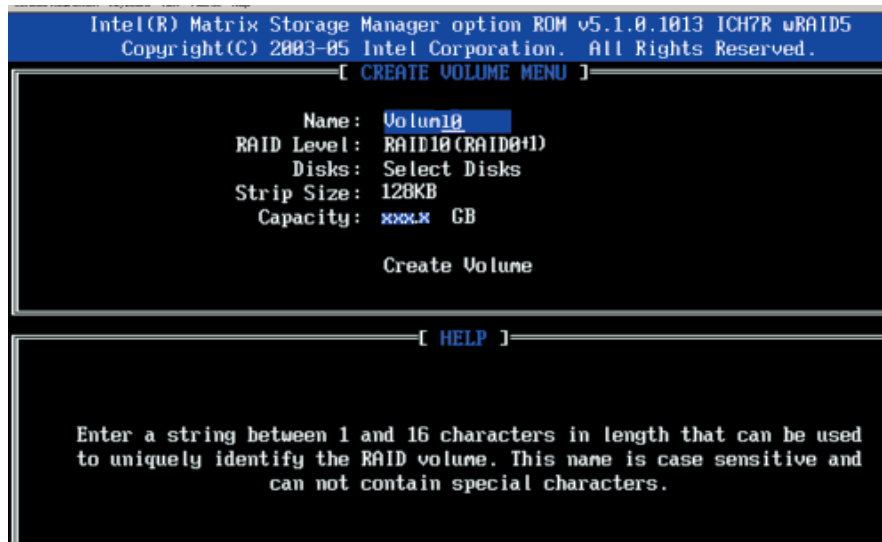 Intel(R) Matrix Storage Manager option ROM v5.1.0.1013 ICH7R wRAID5
Copyright(C) 2003-05 Intel Corporation. All Rights Reserved.
[ CREATE VOLUME MENU ]
Name: Volum10
RAID Level: RAID10(RAID0+1)
Disks: Select Disks
Strip Size: 128KB
Capacity: xxx.x GB
Create Volume
[ HELP ]
Enter a string between 1 and 16 characters in length that can be used
to uniquely identify the RAID volume. This name is case sensitive and
can not contain special characters.